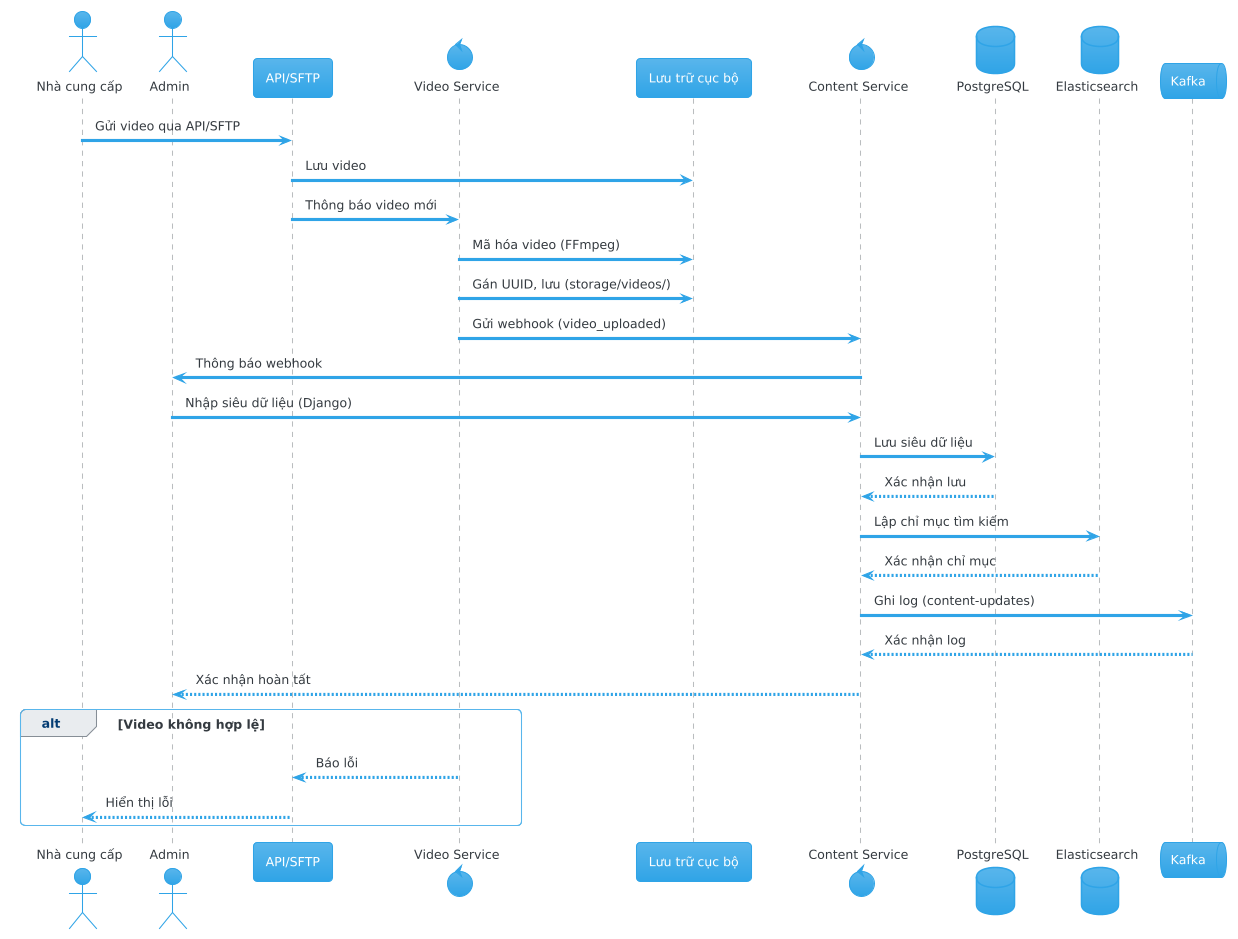 Nhà cung cấp
Admin
API/SFTP
Video Service
Lưu trữ cục bộ
Content Service
PostgreSQL
Elasticsearch
Kafka
Gửi video qua API/SFTP
Lưu video
Thông báo video mới
Mã hóa video (FFmpeg)
Gán UUID, lưu (storage/videos/)
Gửi webhook (video_uploaded)
Thông báo webhook
Nhập siêu dữ liệu (Django)
Lưu siêu dữ liệu
Xác nhận lưu
Lập chỉ mục tìm kiếm
Xác nhận chỉ mục
Ghi log (content-updates)
Xác nhận log
Xác nhận hoàn tất
alt [Video không hợp lệ]
Báo lỗi
Hiển thị lỗi
Nhà cung cấp
Admin
API/SFTP
Video Service
Lưu trữ cục bộ
Content Service
PostgreSQL
Elasticsearch
Kafka